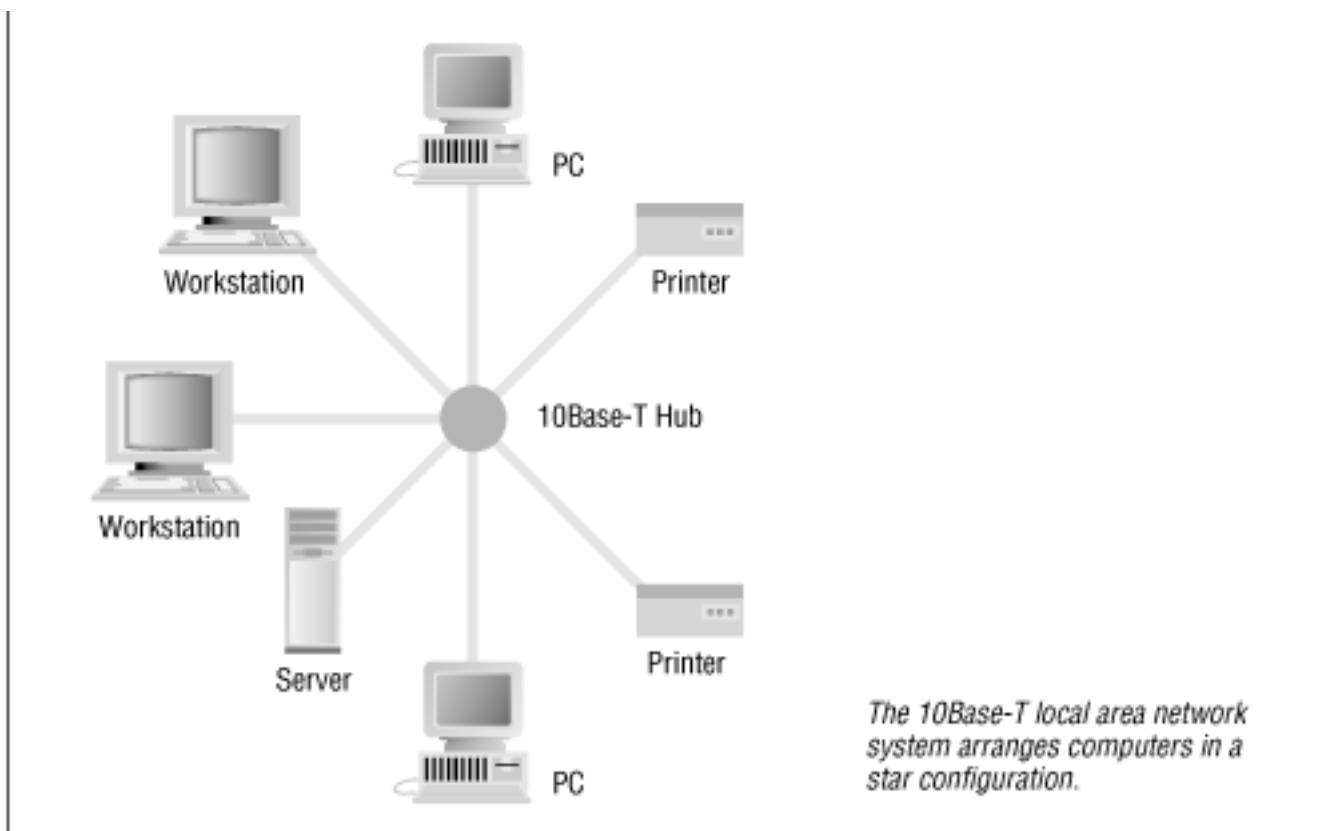 PC
Workstation
Printer
10Base-T Hub
Workstation
Server
Printer
PC
The 10Base-T local area network
system arranges computers in a
star configuration.